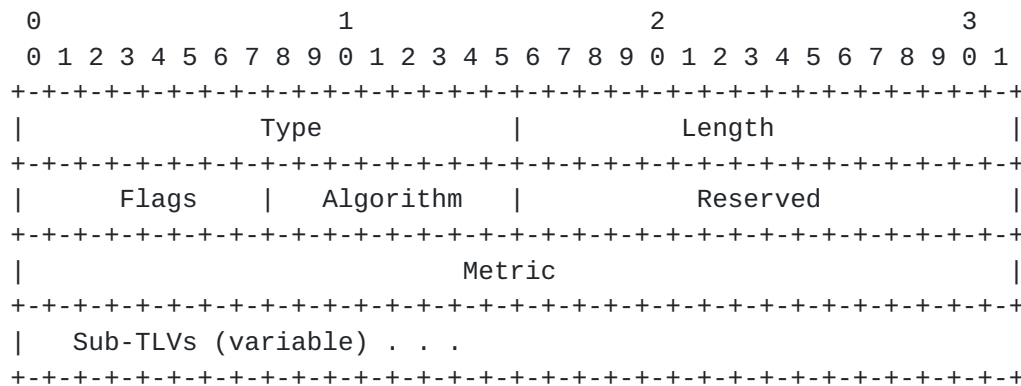 0                   1                   2                   3
 0 1 2 3 4 5 6 7 8 9 0 1 2 3 4 5 6 7 8 9 0 1 2 3 4 5 6 7 8 9 0 1
+-+-+-+-+-+-+-+-+-+-+-+-+-+-+-+-+-+-+-+-+-+-+-+-+-+-+-+-+-+-+-+-+
|               Type            |          Length               |
+-+-+-+-+-+-+-+-+-+-+-+-+-+-+-+-+-+-+-+-+-+-+-+-+-+-+-+-+-+-+-+-+
|      Flags    |   Algorithm   |           Reserved            |
+-+-+-+-+-+-+-+-+-+-+-+-+-+-+-+-+-+-+-+-+-+-+-+-+-+-+-+-+-+-+-+-+
|                            Metric                             |
+-+-+-+-+-+-+-+-+-+-+-+-+-+-+-+-+-+-+-+-+-+-+-+-+-+-+-+-+-+-+-+-+
|   Sub-TLVs (variable) . . .
+-+-+-+-+-+-+-+-+-+-+-+-+-+-+-+-+-+-+-+-+-+-+-+-+-+-+-+-+-+-+-+-+